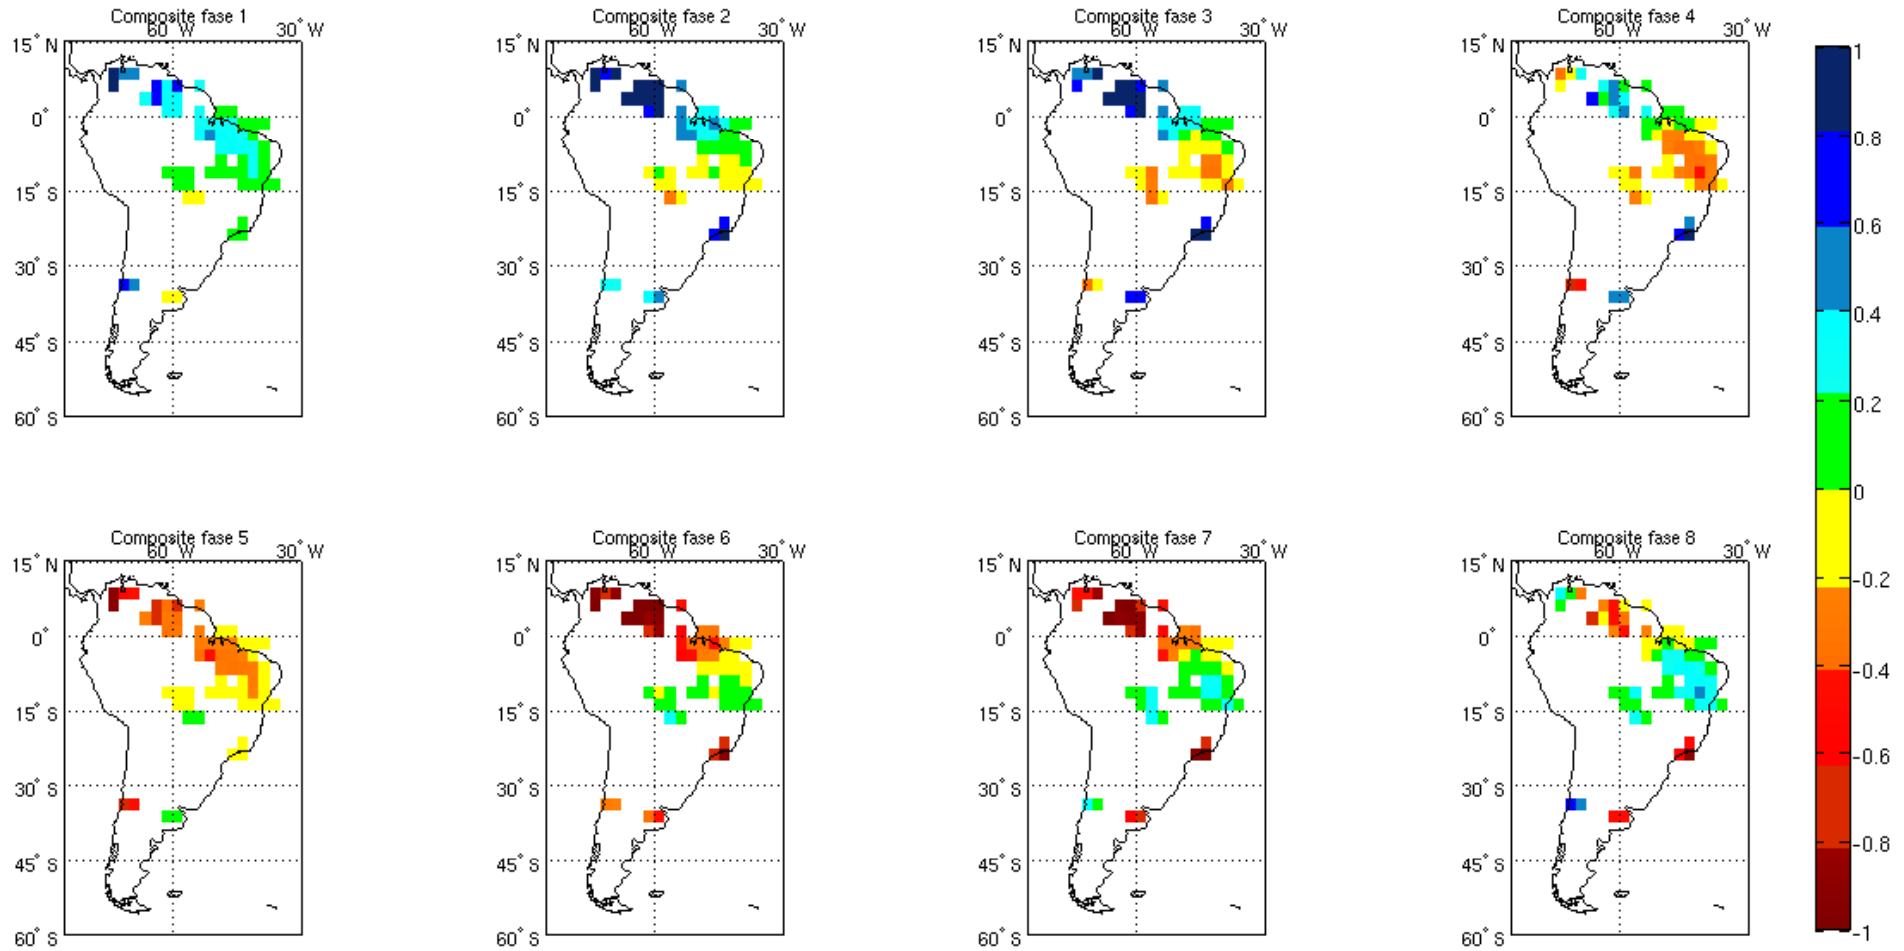 Composite fase 1
60° W
30° W
15° N
0°
15° S
30° S
45° S
60° S
Composite fase 2
60° W
30° W
15° N
0°
15° S
30° S
45° S
60° S
Composite fase 3
60° W
30° W
15° N
0°
15° S
30° S
45° S
60° S
Composite fase 4
60° W
30° W
15° N
0°
15° S
30° S
45° S
60° S
Composite fase 5
60° W
30° W
15° N
0°
15° S
30° S
45° S
60° S
Composite fase 6
60° W
30° W
15° N
0°
15° S
30° S
45° S
60° S
Composite fase 7
60° W
30° W
15° N
0°
15° S
30° S
45° S
60° S
Composite fase 8
60° W
30° W
15° N
0°
15° S
30° S
45° S
60° S
1
0.8
0.6
0.4
0.2
0
-0.2
-0.4
-0.6
-0.8
-1